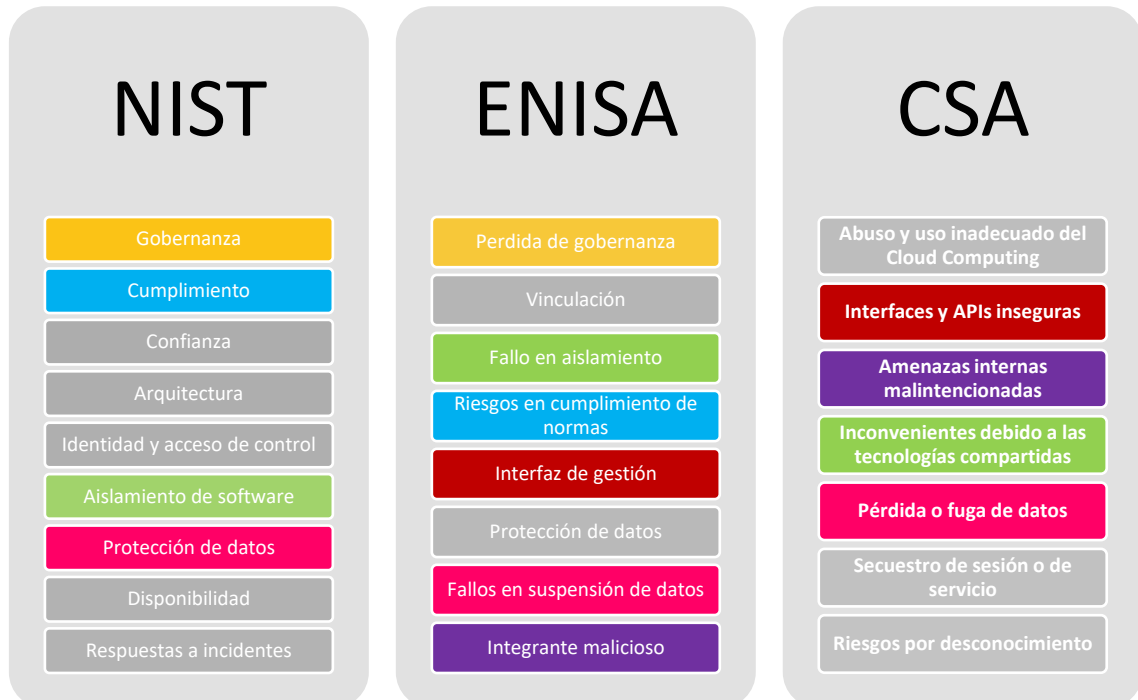 NIST
Gobernanza
Cumplimiento
Confianza
Arquitectura
Identidad y acceso de control
Aislamiento de software
Protección de datos
Disponibilidad
Respuestas a incidentes
ENISA
Perdida de gobernanza
Vinculación
Fallo en aislamiento
Riesgos en cumplimiento de
normas
Interfaz de gestión
Protección de datos
Fallos en suspensión de datos
Integrante malicioso
CSA
Abuso y uso inadecuado del
Cloud Computing
Interfaces y APIs inseguras
Amenazas internas
malintencionadas
Inconvenientes debido a las
tecnologías compartidas
Pérdida o fuga de datos
Secuestro de sesión o de
servicio
Riesgos por desconocimiento